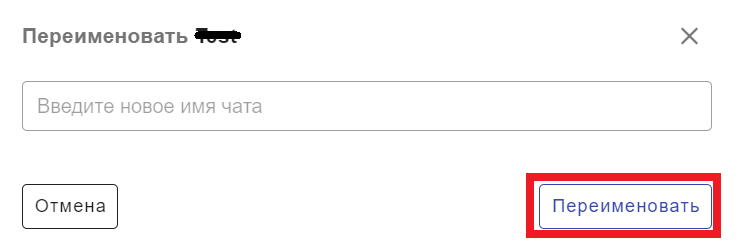 Переименовать
Введите новое имя чата
Отмена
Переименовать